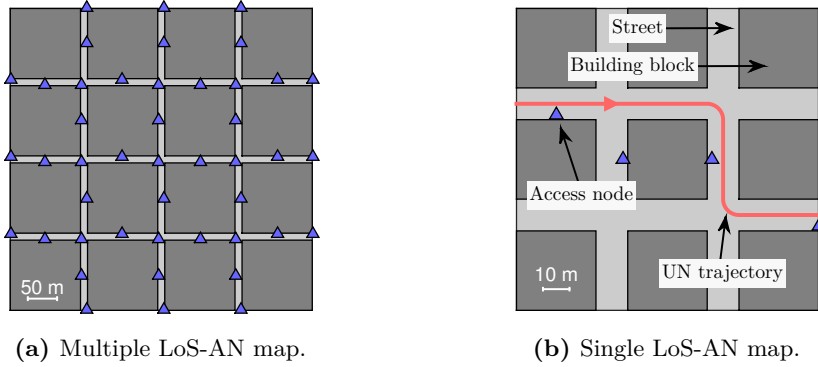 50 m
(a) Multiple LoS-AN map.
Street
Building block
Access node
UN trajectory
10 m
(b) Single LoS-AN map.